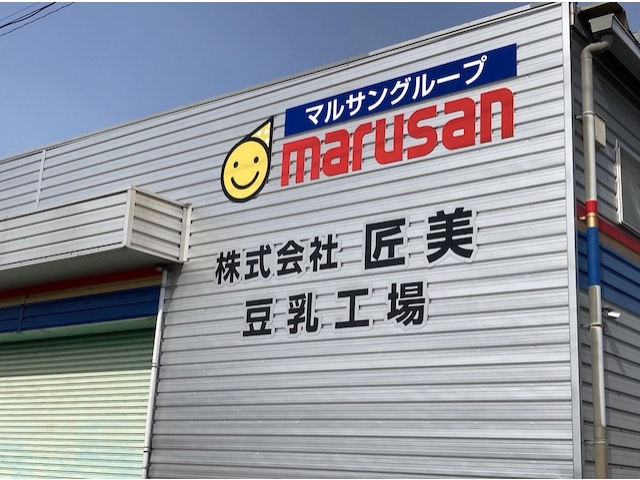 マルサングループ
marusan
株式会社 匠美
豆乳工場